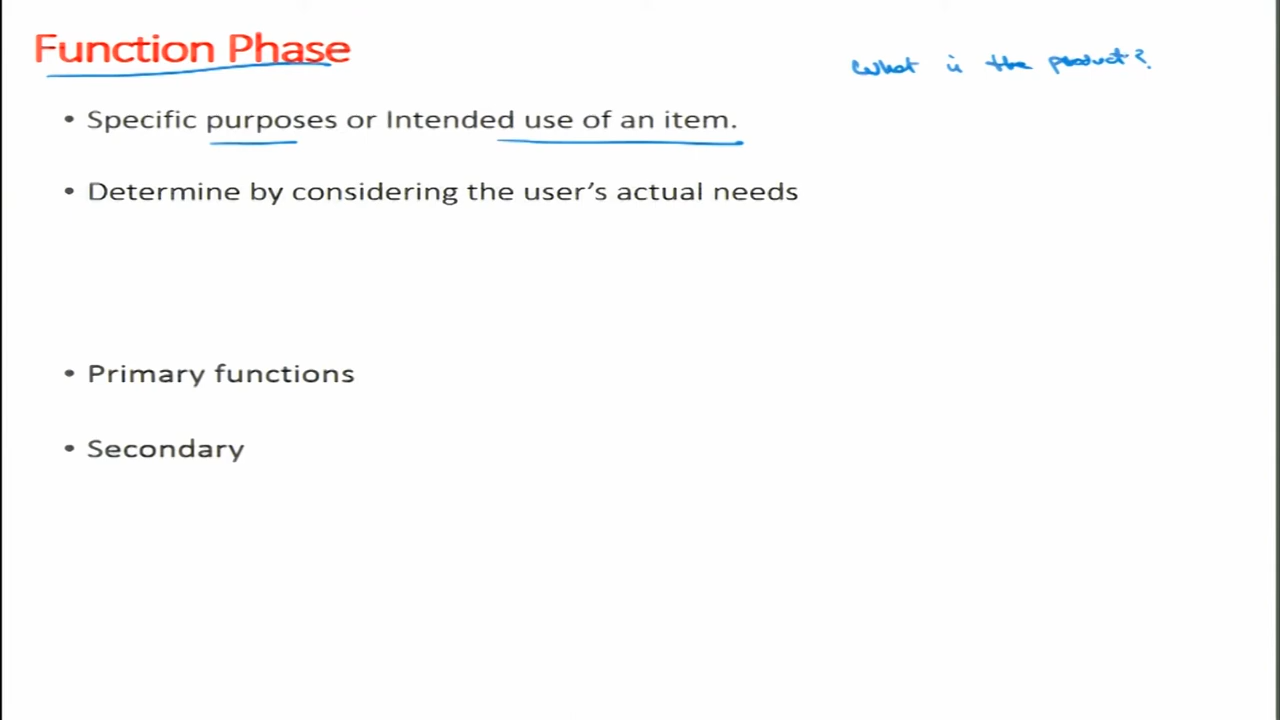 Function Phase
What is the product?
• Specific purposes or Intended use of an item.
• Determine by considering the user's actual needs
• Primary functions
• Secondary